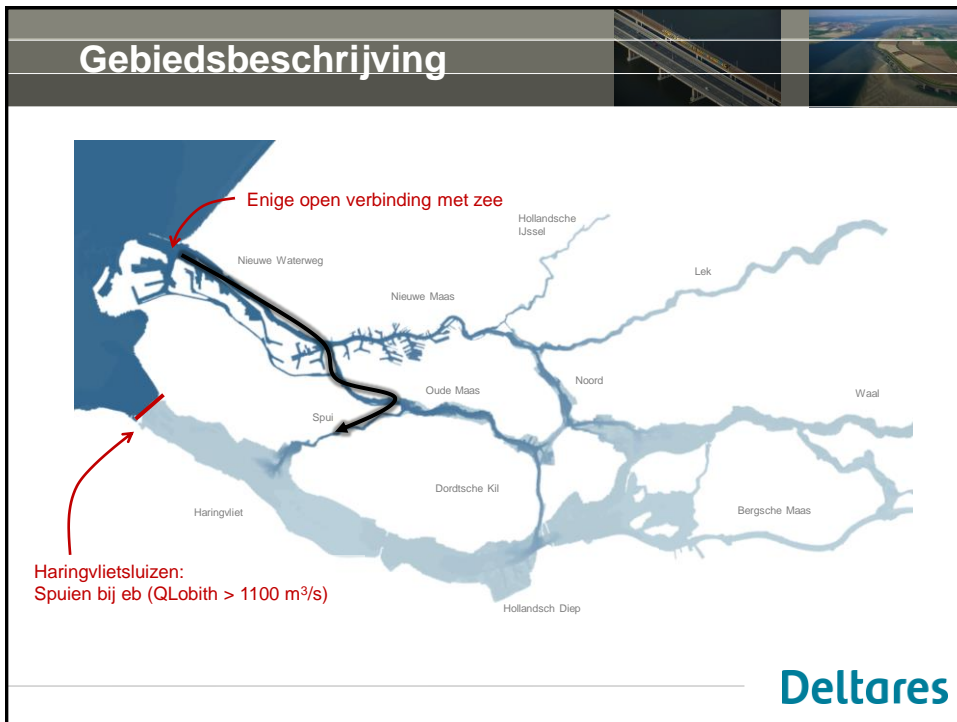 Gebiedsbeschrijving
Enige open verbinding met zee
Hollandsche
IJssel
Nieuwe Waterweg
Lek
Nieuwe Maas
Noord
Oude Maas
Waal
Spui
Dordtsche Kil
Haringvliet
Bergsche Maas
Haringvlietsluizen:
Spuien bij eb (QLobith > 1100 m³/s)
Hollandsch Diep
Deltares